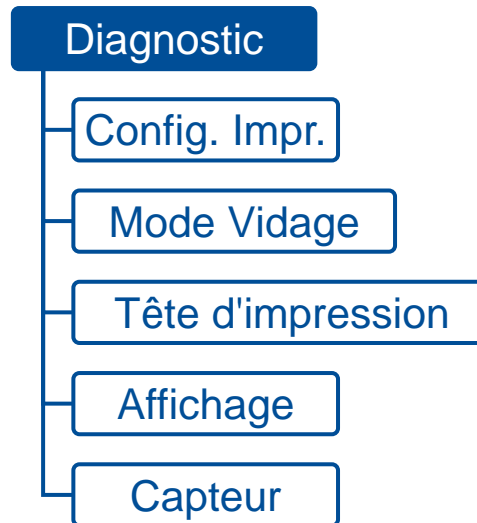 Diagnostic
Config. Impr.
Mode Vidage
Tête d'impression
Affichage
Capteur